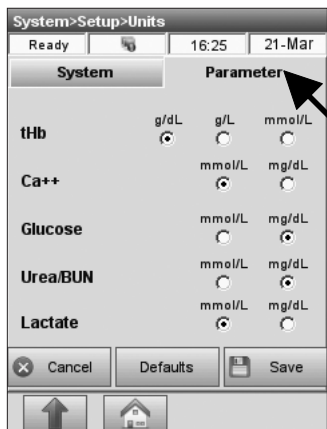 System>Setup>Units
Ready 16:25 21-Mar
System Parameter
g/dL g/L mmol/L
tHb
mmol/L mg/dL
Ca++
mmol/L mg/dL
Glucose
mmol/L mg/dL
Urea/BUN
mmol/L mg/dL
Lactate
Cancel Defaults Save